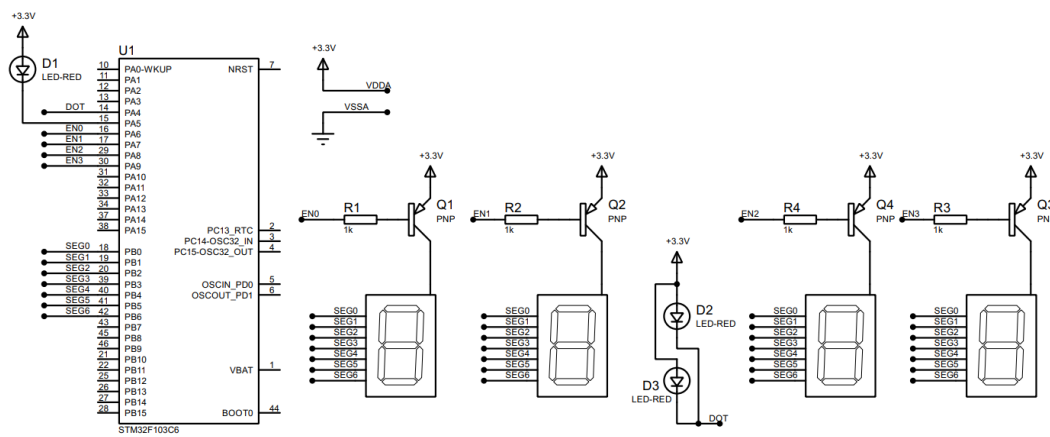 +3.3V
D1
LED-RED
U1
10 PA0-WKUP
11 PA1
12 PA2
13 PA3
DOT 14 PA4
15 PA5
EN0 16 PA6
EN1 17 PA7
EN2 29 PA8
EN3 30 PA9
31 PA10
32 PA11
33 PA12
34 PA13
37 PA14
38 PA15
SEG0 18 PB0
SEG1 19 PB1
SEG2 20 PB2
SEG3 39 PB3
SEG4 40 PB4
SEG5 41 PB5
SEG6 42 PB6
43 PB7
45 PB8
46 PB9
21 PB10
22 PB11
25 PB12
26 PB13
27 PB14
28 PB15
NRST 7
PC13_RTC 2
PC14-OSC32_IN 3
PC15-OSC32_OUT 4
OSCIN_PD0 5
OSCOUT_PD1 6
VBAT 1
BOOT0 44
STM32F103C6
+3.3V
VDDA
VSSA
+3.3V
EN0 R1 Q1
1k PNP
SEG0
SEG1
SEG2
SEG3
SEG4
SEG5
SEG6
+3.3V
EN1 R2 Q2
1k PNP
SEG0
SEG1
SEG2
SEG3
SEG4
SEG5
SEG6
+3.3V
D2
LED-RED
D3
LED-RED
DOT
+3.3V
EN2 R4 Q4
1k PNP
SEG0
SEG1
SEG2
SEG3
SEG4
SEG5
SEG6
+3.3V
EN3 R3 Q3
1k PNP
SEG0
SEG1
SEG2
SEG3
SEG4
SEG5
SEG6